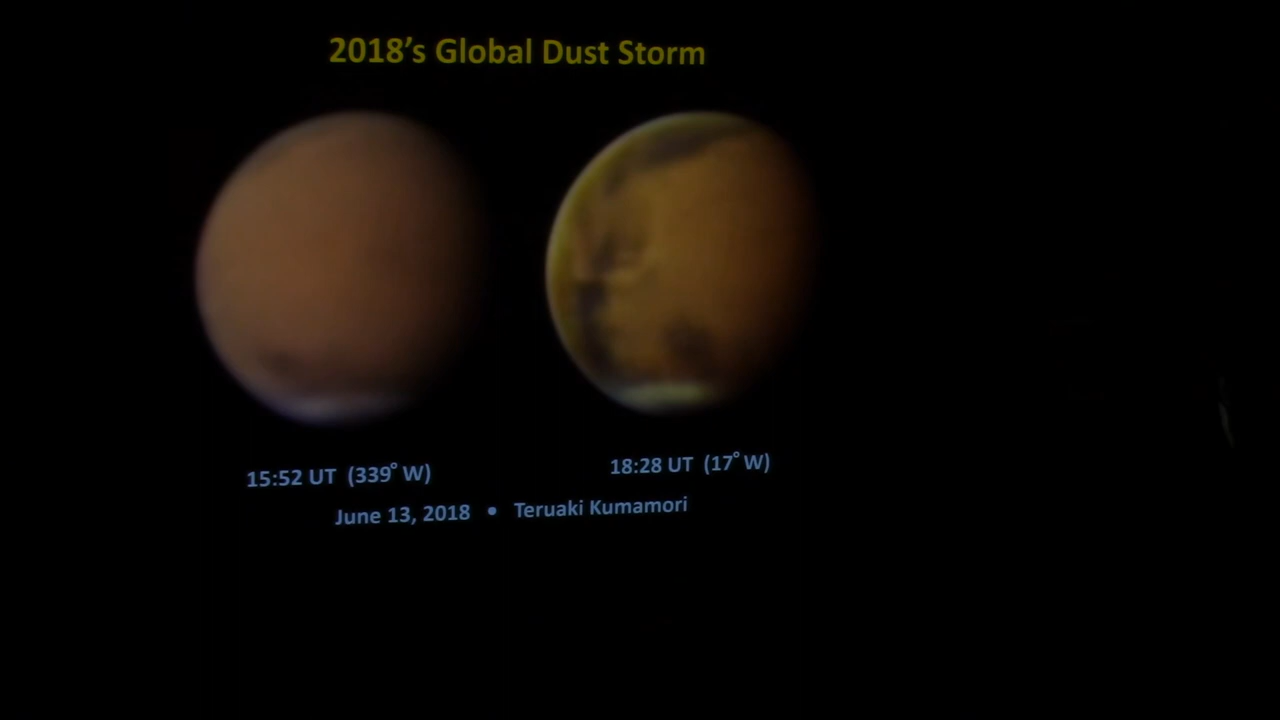 2018’s Global Dust Storm
15:52 UT (339° W)
18:28 UT (17° W)
June 13, 2018 • Teruaki Kumamori